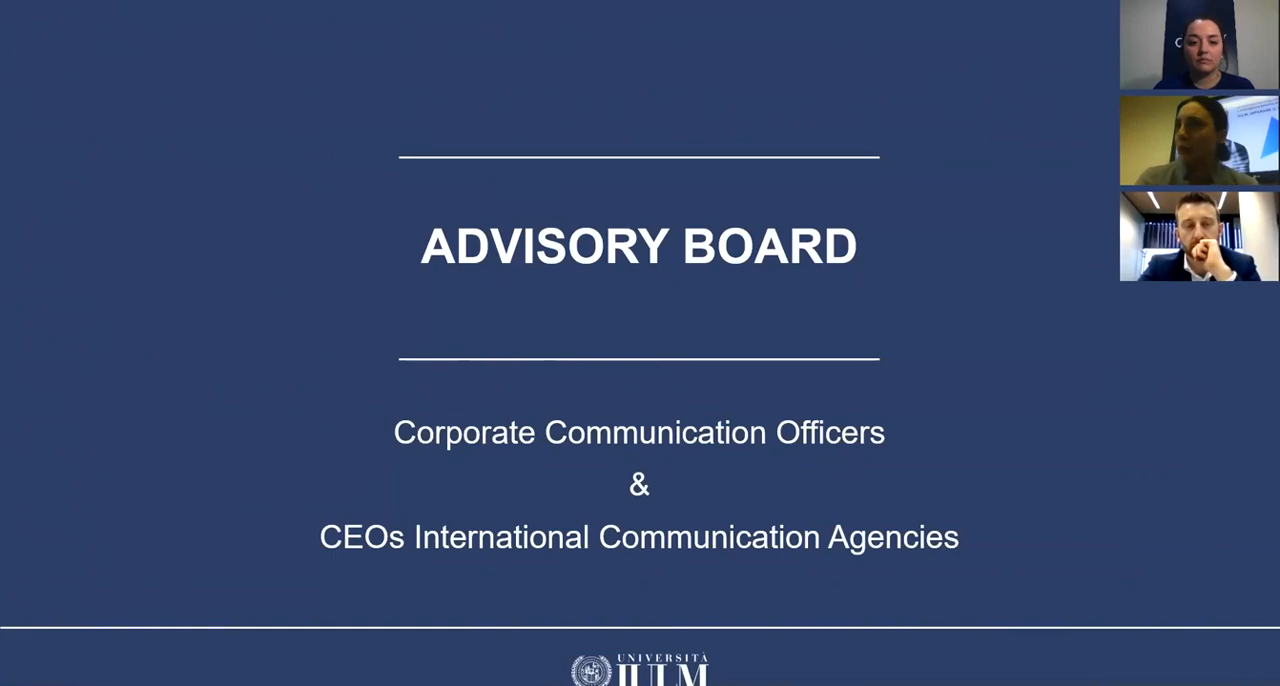 ADVISORY BOARD
Corporate Communication Officers
&
CEOs International Communication Agencies
UNIVERSITÀ
IULM